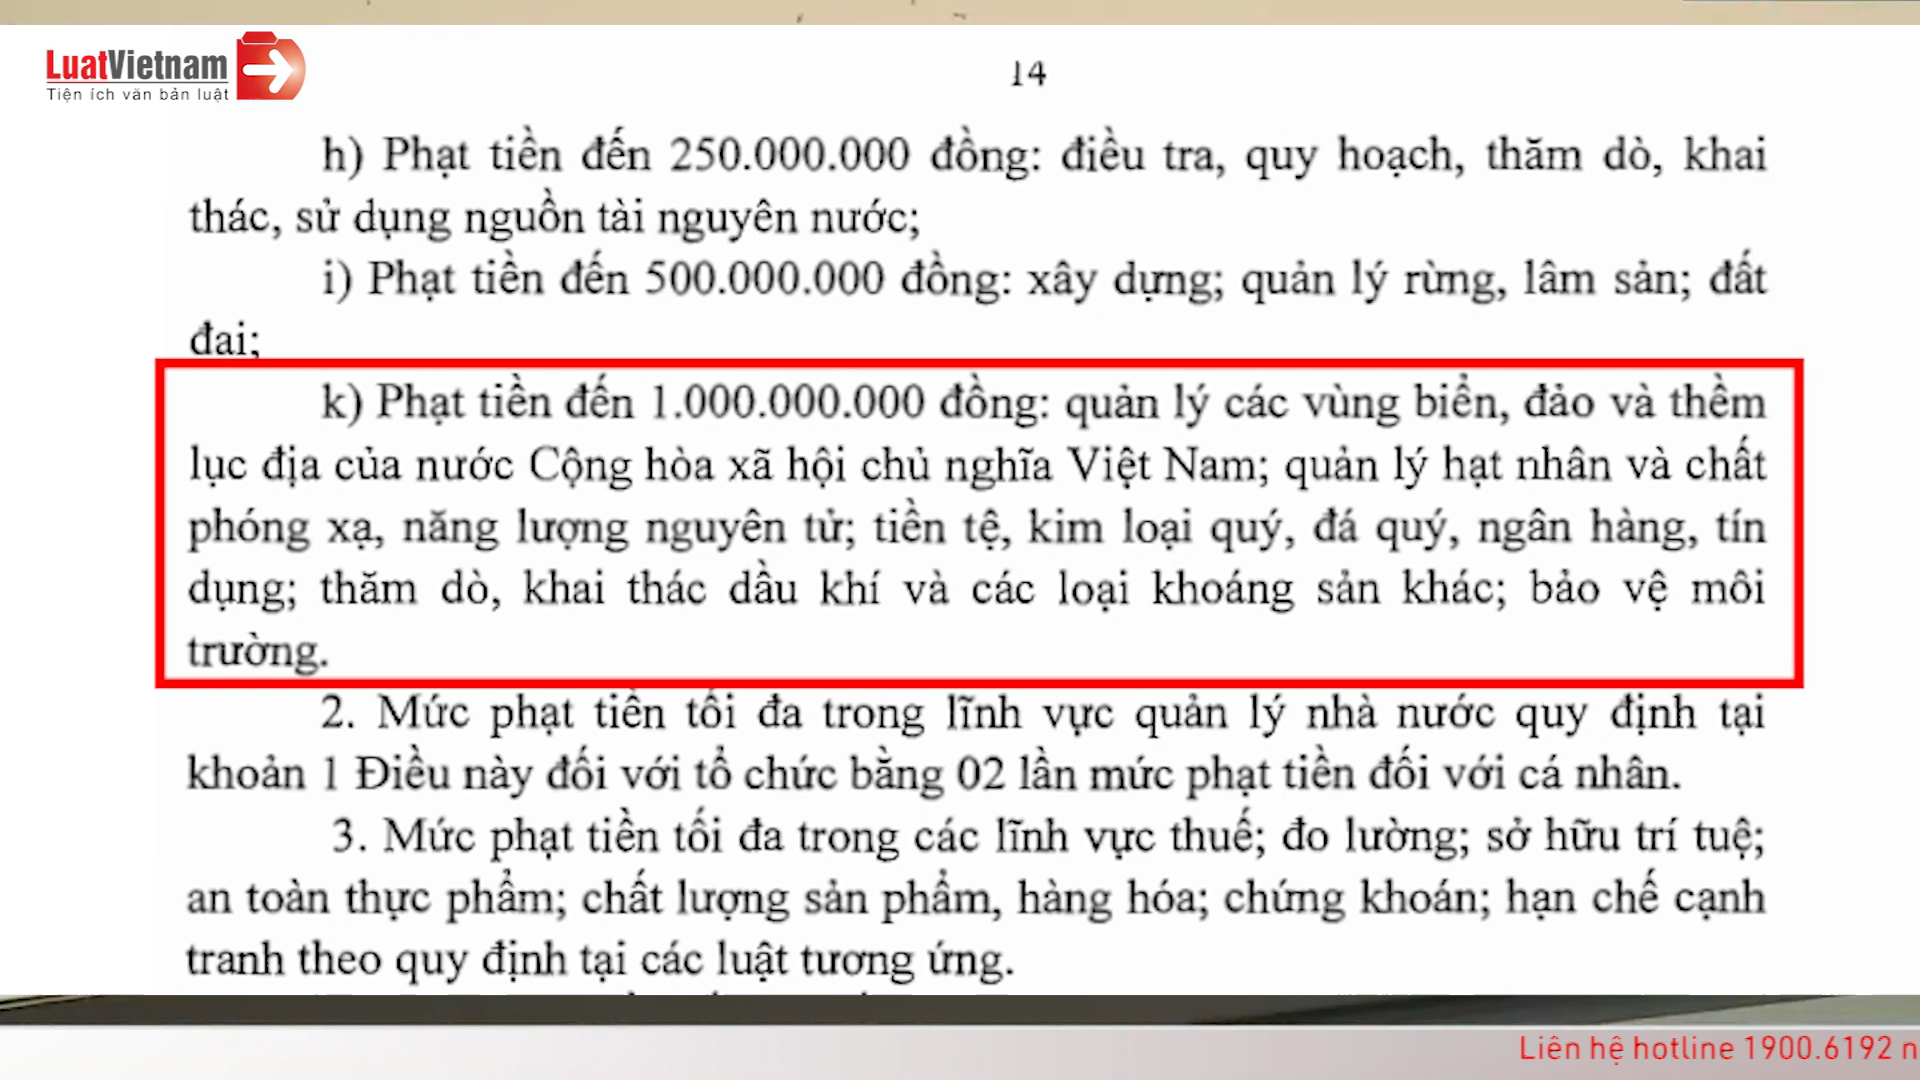 LuatVietnam
Tiện ích văn bản luật
14
h) Phạt tiền đến 250.000.000 đồng: điều tra, quy hoạch, thăm dò, khai
thác, sử dụng nguồn tài nguyên nước;
i) Phạt tiền đến 500.000.000 đồng: xây dựng; quản lý rừng, lâm sản; đất
đai;
k) Phạt tiền đến 1.000.000.000 đồng: quản lý các vùng biển, đảo và thềm
lục địa của nước Cộng hòa xã hội chủ nghĩa Việt Nam; quản lý hạt nhân và chất
phóng xạ, năng lượng nguyên tử; tiền tệ, kim loại quý, đá quý, ngân hàng, tín
dụng; thăm dò, khai thác dầu khí và các loại khoáng sản khác; bảo vệ môi
trường.
2. Mức phạt tiền tối đa trong lĩnh vực quản lý nhà nước quy định tại
khoản 1 Điều này đối với tổ chức bằng 02 lần mức phạt tiền đối với cá nhân.
3. Mức phạt tiền tối đa trong các lĩnh vực thuế; đo lường; sở hữu trí tuệ;
an toàn thực phẩm; chất lượng sản phẩm, hàng hóa; chứng khoán; hạn chế cạnh
tranh theo quy định tại các luật tương ứng.
Liên hệ hotline 1900.6192 n